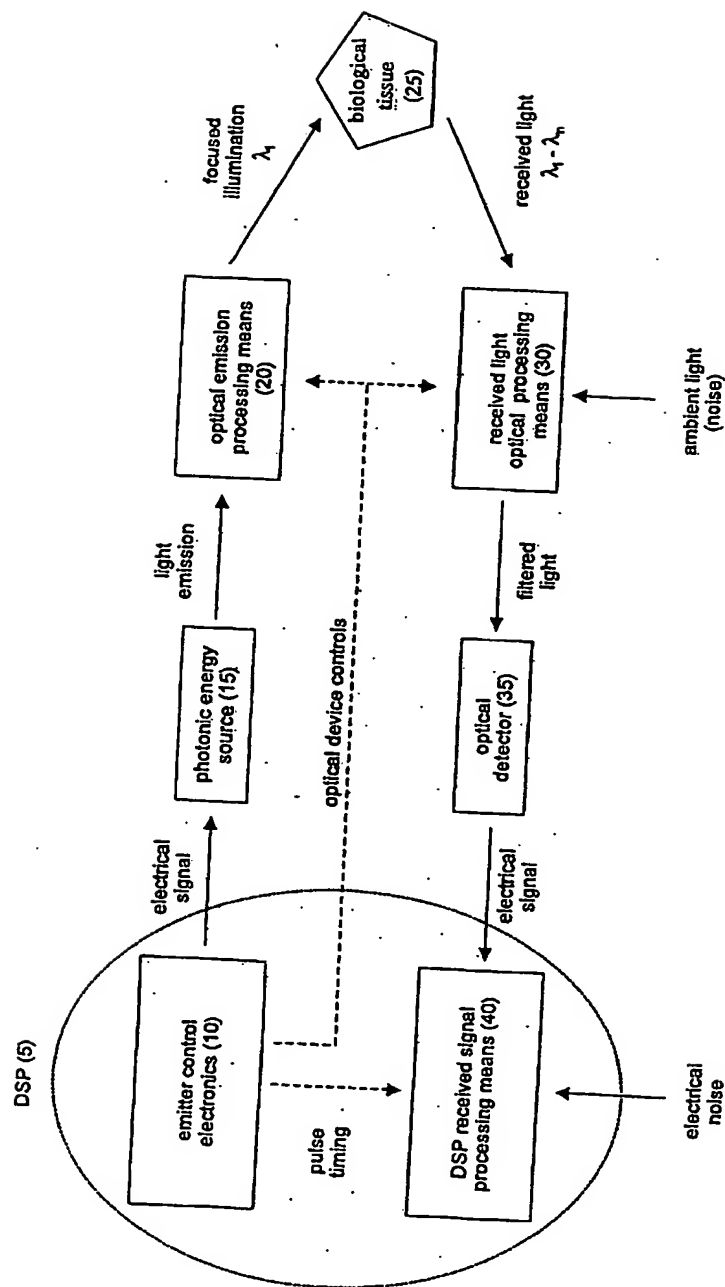 DSP (5)
emitter control
electronics (10)
electrical
signal
photonic energy
source (15)
light
emission
optical emission
processing means
(20)
focused
illumination
λ1
biological
tissue
(25)
received light
λ1 - λn
received light
optical processing
means (30)
ambient light
(noise)
filtered
light
optical
detector (35)
electrical
signal
DSP received signal
processing means (40)
electrical
noise
pulse
timing
optical device controls